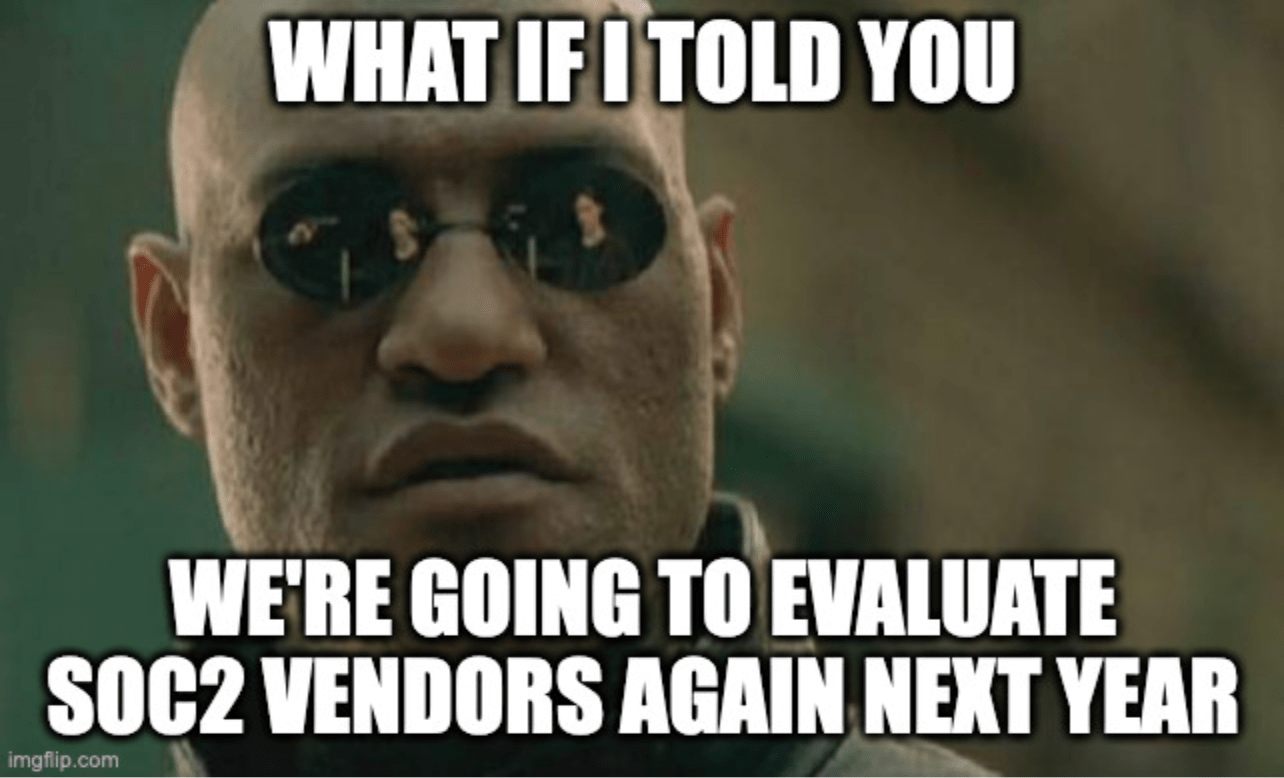 WHAT IF I TOLD YOU
WE'RE GOING TO EVALUATE
SOC2 VENDORS AGAIN NEXT YEAR
imgflip.com